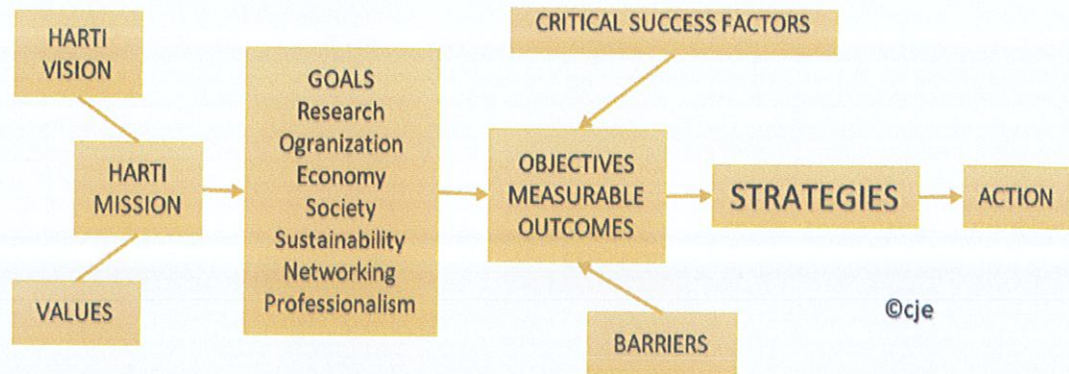 HARTI
VISION
HARTI
MISSION
VALUES
GOALS
Research
Ogranization
Economy
Society
Sustainability
Networking
Professionalism
CRITICAL SUCCESS FACTORS
OBJECTIVES
MEASURABLE
OUTCOMES
BARRIERS
STRATEGIES
ACTION
©cje